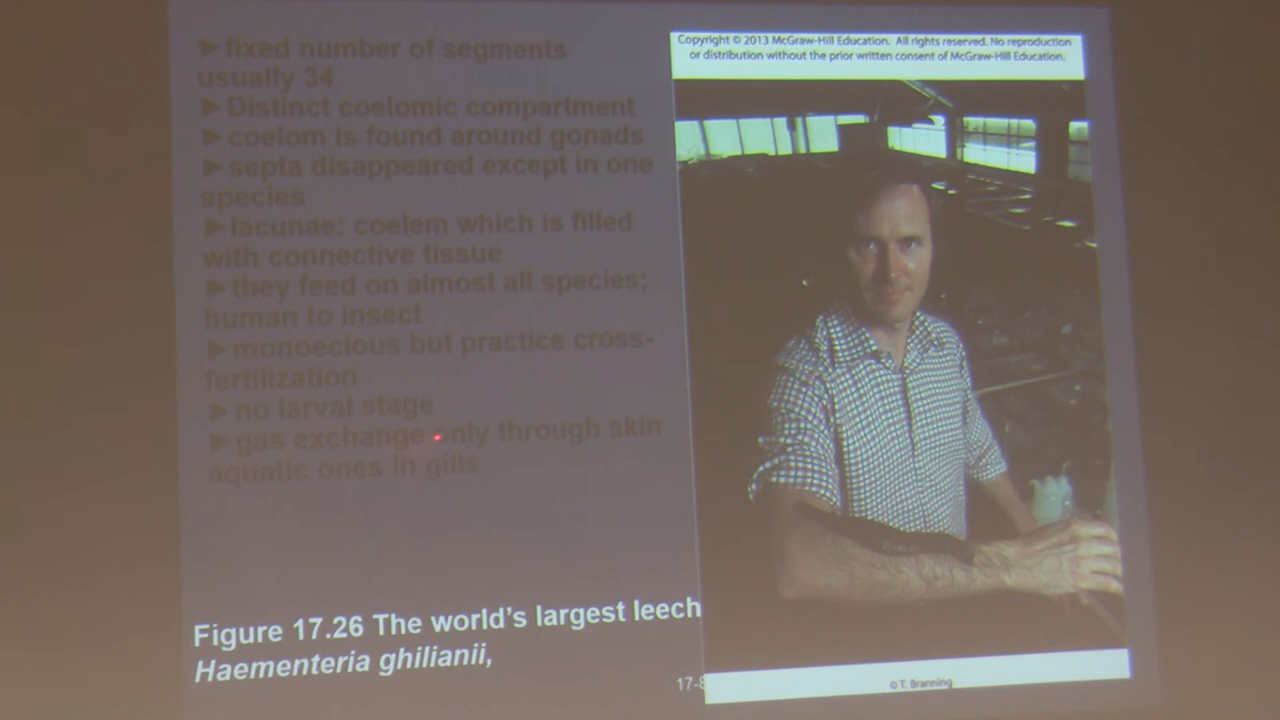 ►fixed number of segments
usually 34
►Distinct coelomic compartment
►coelom is found around gonads
►septa disappeared except in one
species
►lacunae: coelem which is filled
with connective tissue
►they feed on almost all species;
human to insect
►monoecious but practice cross-
fertilization
►no larval stage
►gas exchange only through skin
aquatic ones in gills
Figure 17.26 The world's largest leech
Haementeria ghilianii,
17-8
Copyright © 2013 McGraw-Hill Education. All rights reserved. No reproduction
or distribution without the prior written consent of McGraw-Hill Education.
© T. Branning